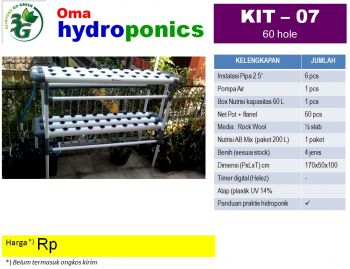 GO GREEN
Oma
hydroponics
KIT – 07
60 hole
KELENGKAPAN JUMLAH
Instalasi Pipa 2.5" 6 pcs
Pompa Air 1 pcs
Box Nutrisi kapasitas 60 L 1 pcs
Net Pot + flanel 60 pcs
Media : Rock Wool ½ slab
Nutrisi AB Mix (paket 200 L) 1 paket
Benih (sesuai stock) 4 jenis
Dimensi (PxLxT) cm 170x50x100
Timer digital (Helez) -
Atap (plastik UV 14% -
Panduan praktis hidroponik ✓
Harga *) Rp
*) Belum termasuk ongkos kirim